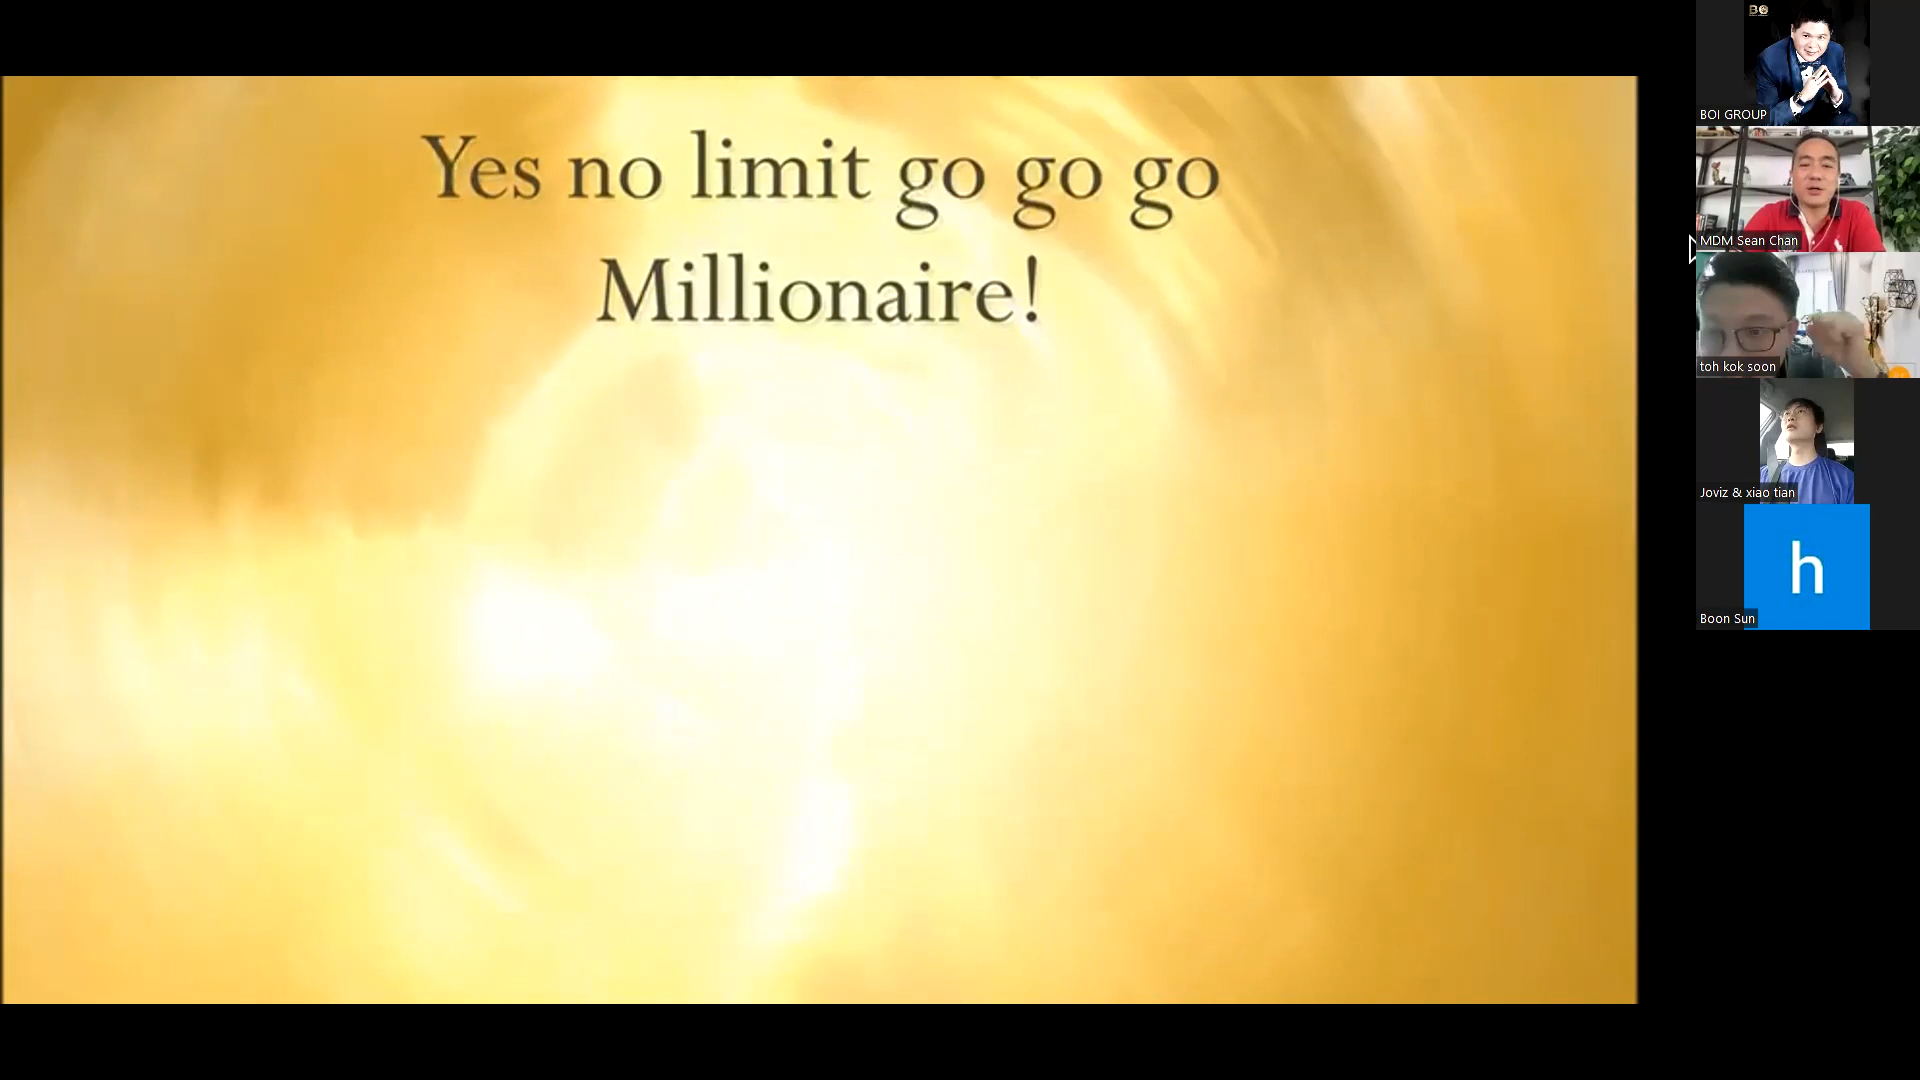 Yes no limit go go go
Millionaire!
BO
BOI GROUP
MDM Sean Chan
toh kok soon
Joviz & xiao tian
h
Boon Sun